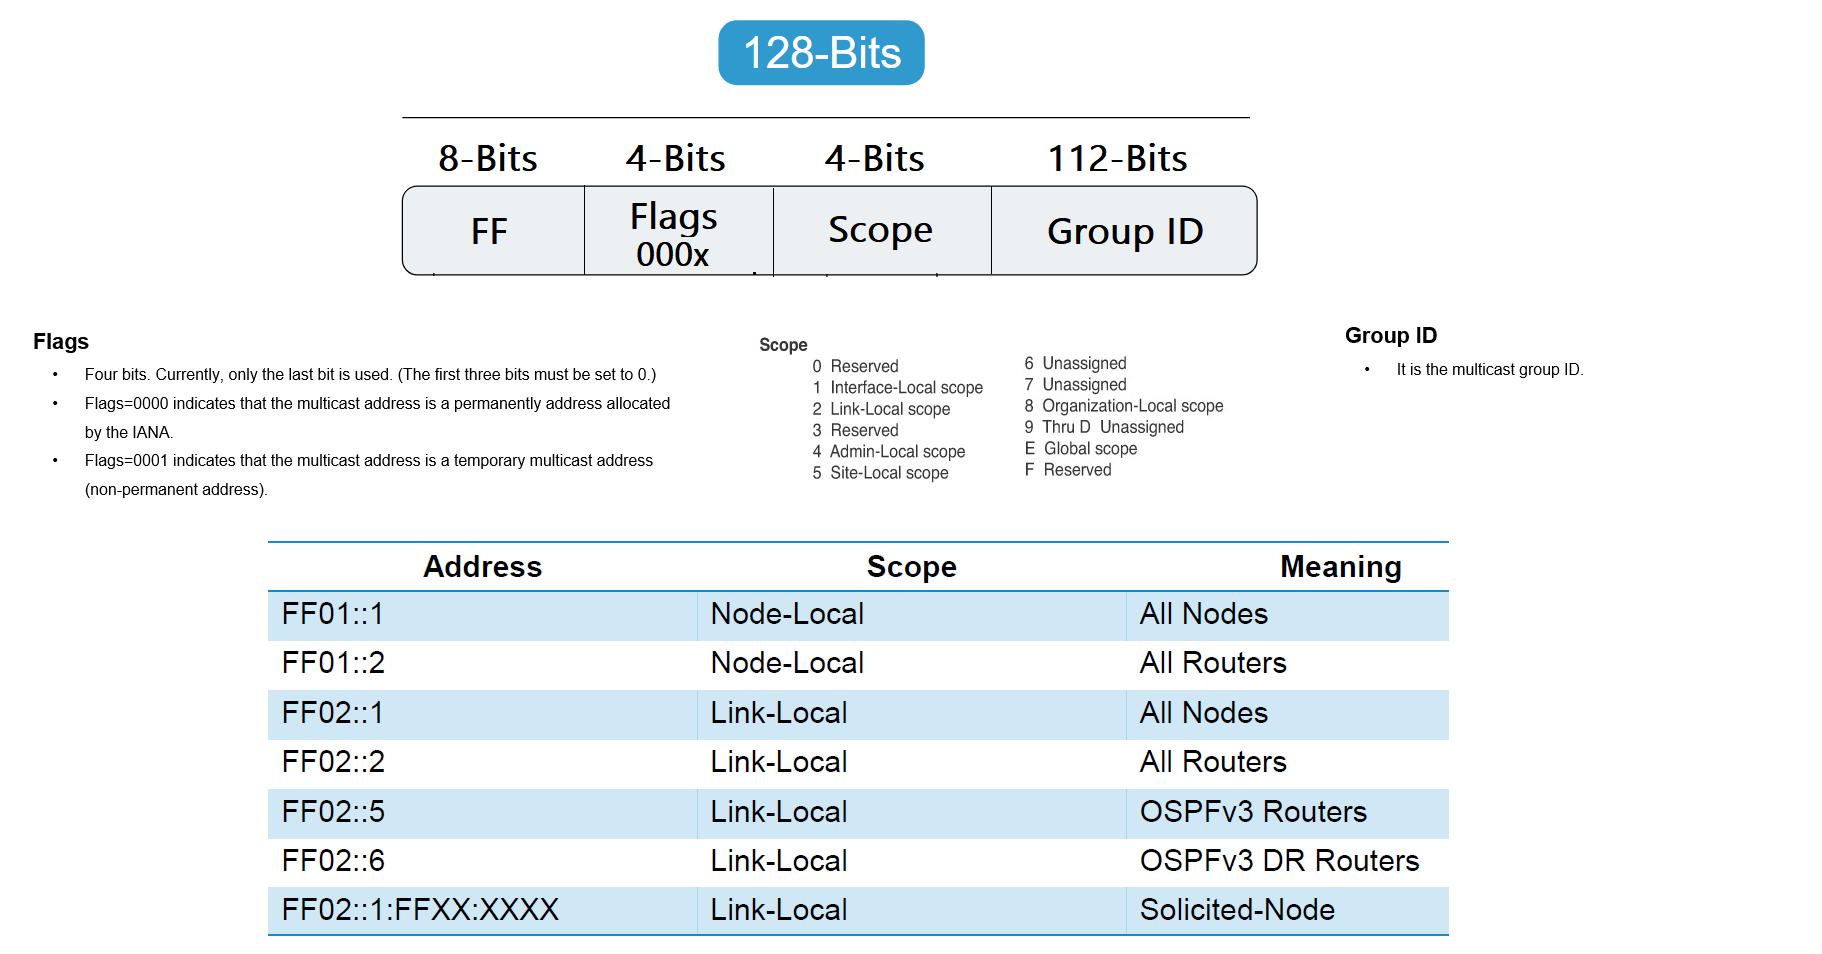 128-Bits
8-Bits 4-Bits 4-Bits 112-Bits
FF Flags 000x Scope Group ID
Flags
• Four bits. Currently, only the last bit is used. (The first three bits must be set to 0.)
• Flags=0000 indicates that the multicast address is a permanently address allocated
by the IANA.
• Flags=0001 indicates that the multicast address is a temporary multicast address
(non-permanent address).
Scope
0 Reserved
1 Interface-Local scope
2 Link-Local scope
3 Reserved
4 Admin-Local scope
5 Site-Local scope
6 Unassigned
7 Unassigned
8 Organization-Local scope
9 Thru D Unassigned
E Global scope
F Reserved
Group ID
• It is the multicast group ID.
Address Scope Meaning
FF01::1 Node-Local All Nodes
FF01::2 Node-Local All Routers
FF02::1 Link-Local All Nodes
FF02::2 Link-Local All Routers
FF02::5 Link-Local OSPFv3 Routers
FF02::6 Link-Local OSPFv3 DR Routers
FF02::1:FFXX:XXXX Link-Local Solicited-Node